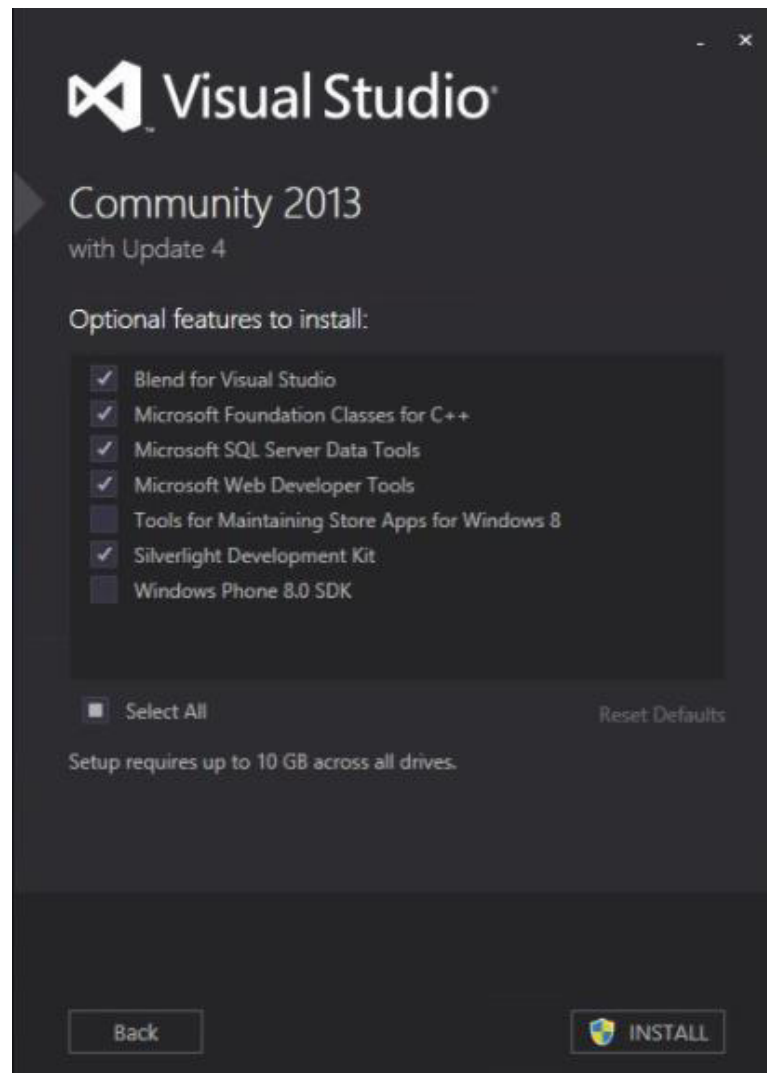 Visual Studio®
™
Community 2013
with Update 4
Optional features to install:
Blend for Visual Studio
Microsoft Foundation Classes for C++
Microsoft SQL Server Data Tools
Microsoft Web Developer Tools
Tools for Maintaining Store Apps for Windows 8
Silverlight Development Kit
Windows Phone 8.0 SDK
Select All
Reset Defaults
Setup requires up to 10 GB across all drives.
Back
INSTALL